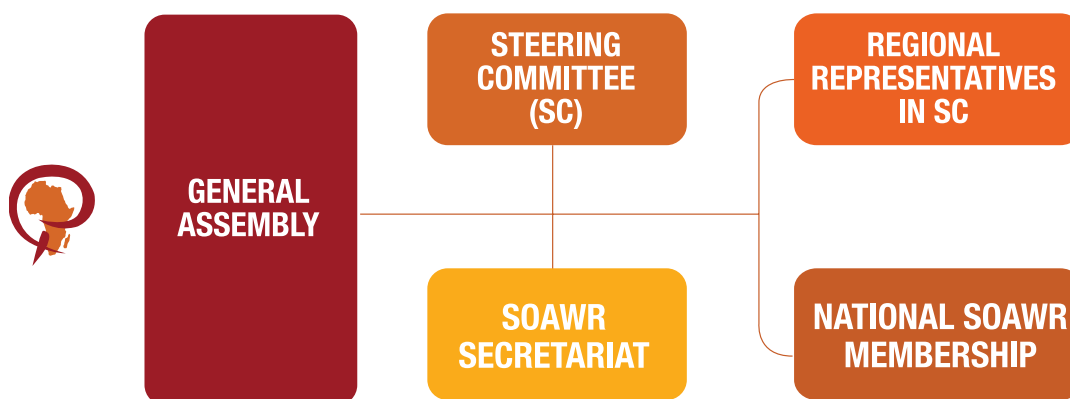 GENERAL
ASSEMBLY
STEERING
COMMITTEE
(SC)
SOAWR
SECRETARIAT
REGIONAL
REPRESENTATIVES
IN SC
NATIONAL SOAWR
MEMBERSHIP